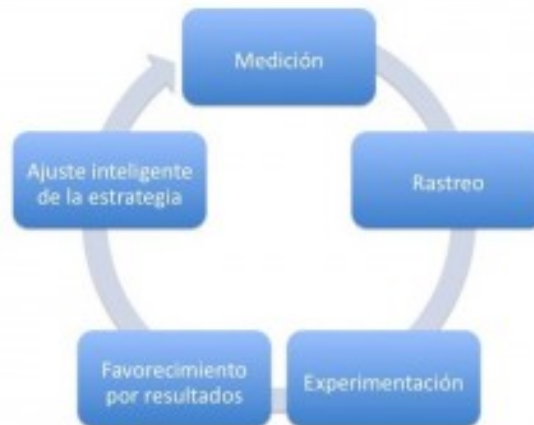 Medición
Rastreo
Experimentación
Favorecimiento
por resultados
Ajuste inteligente
de la estrategia